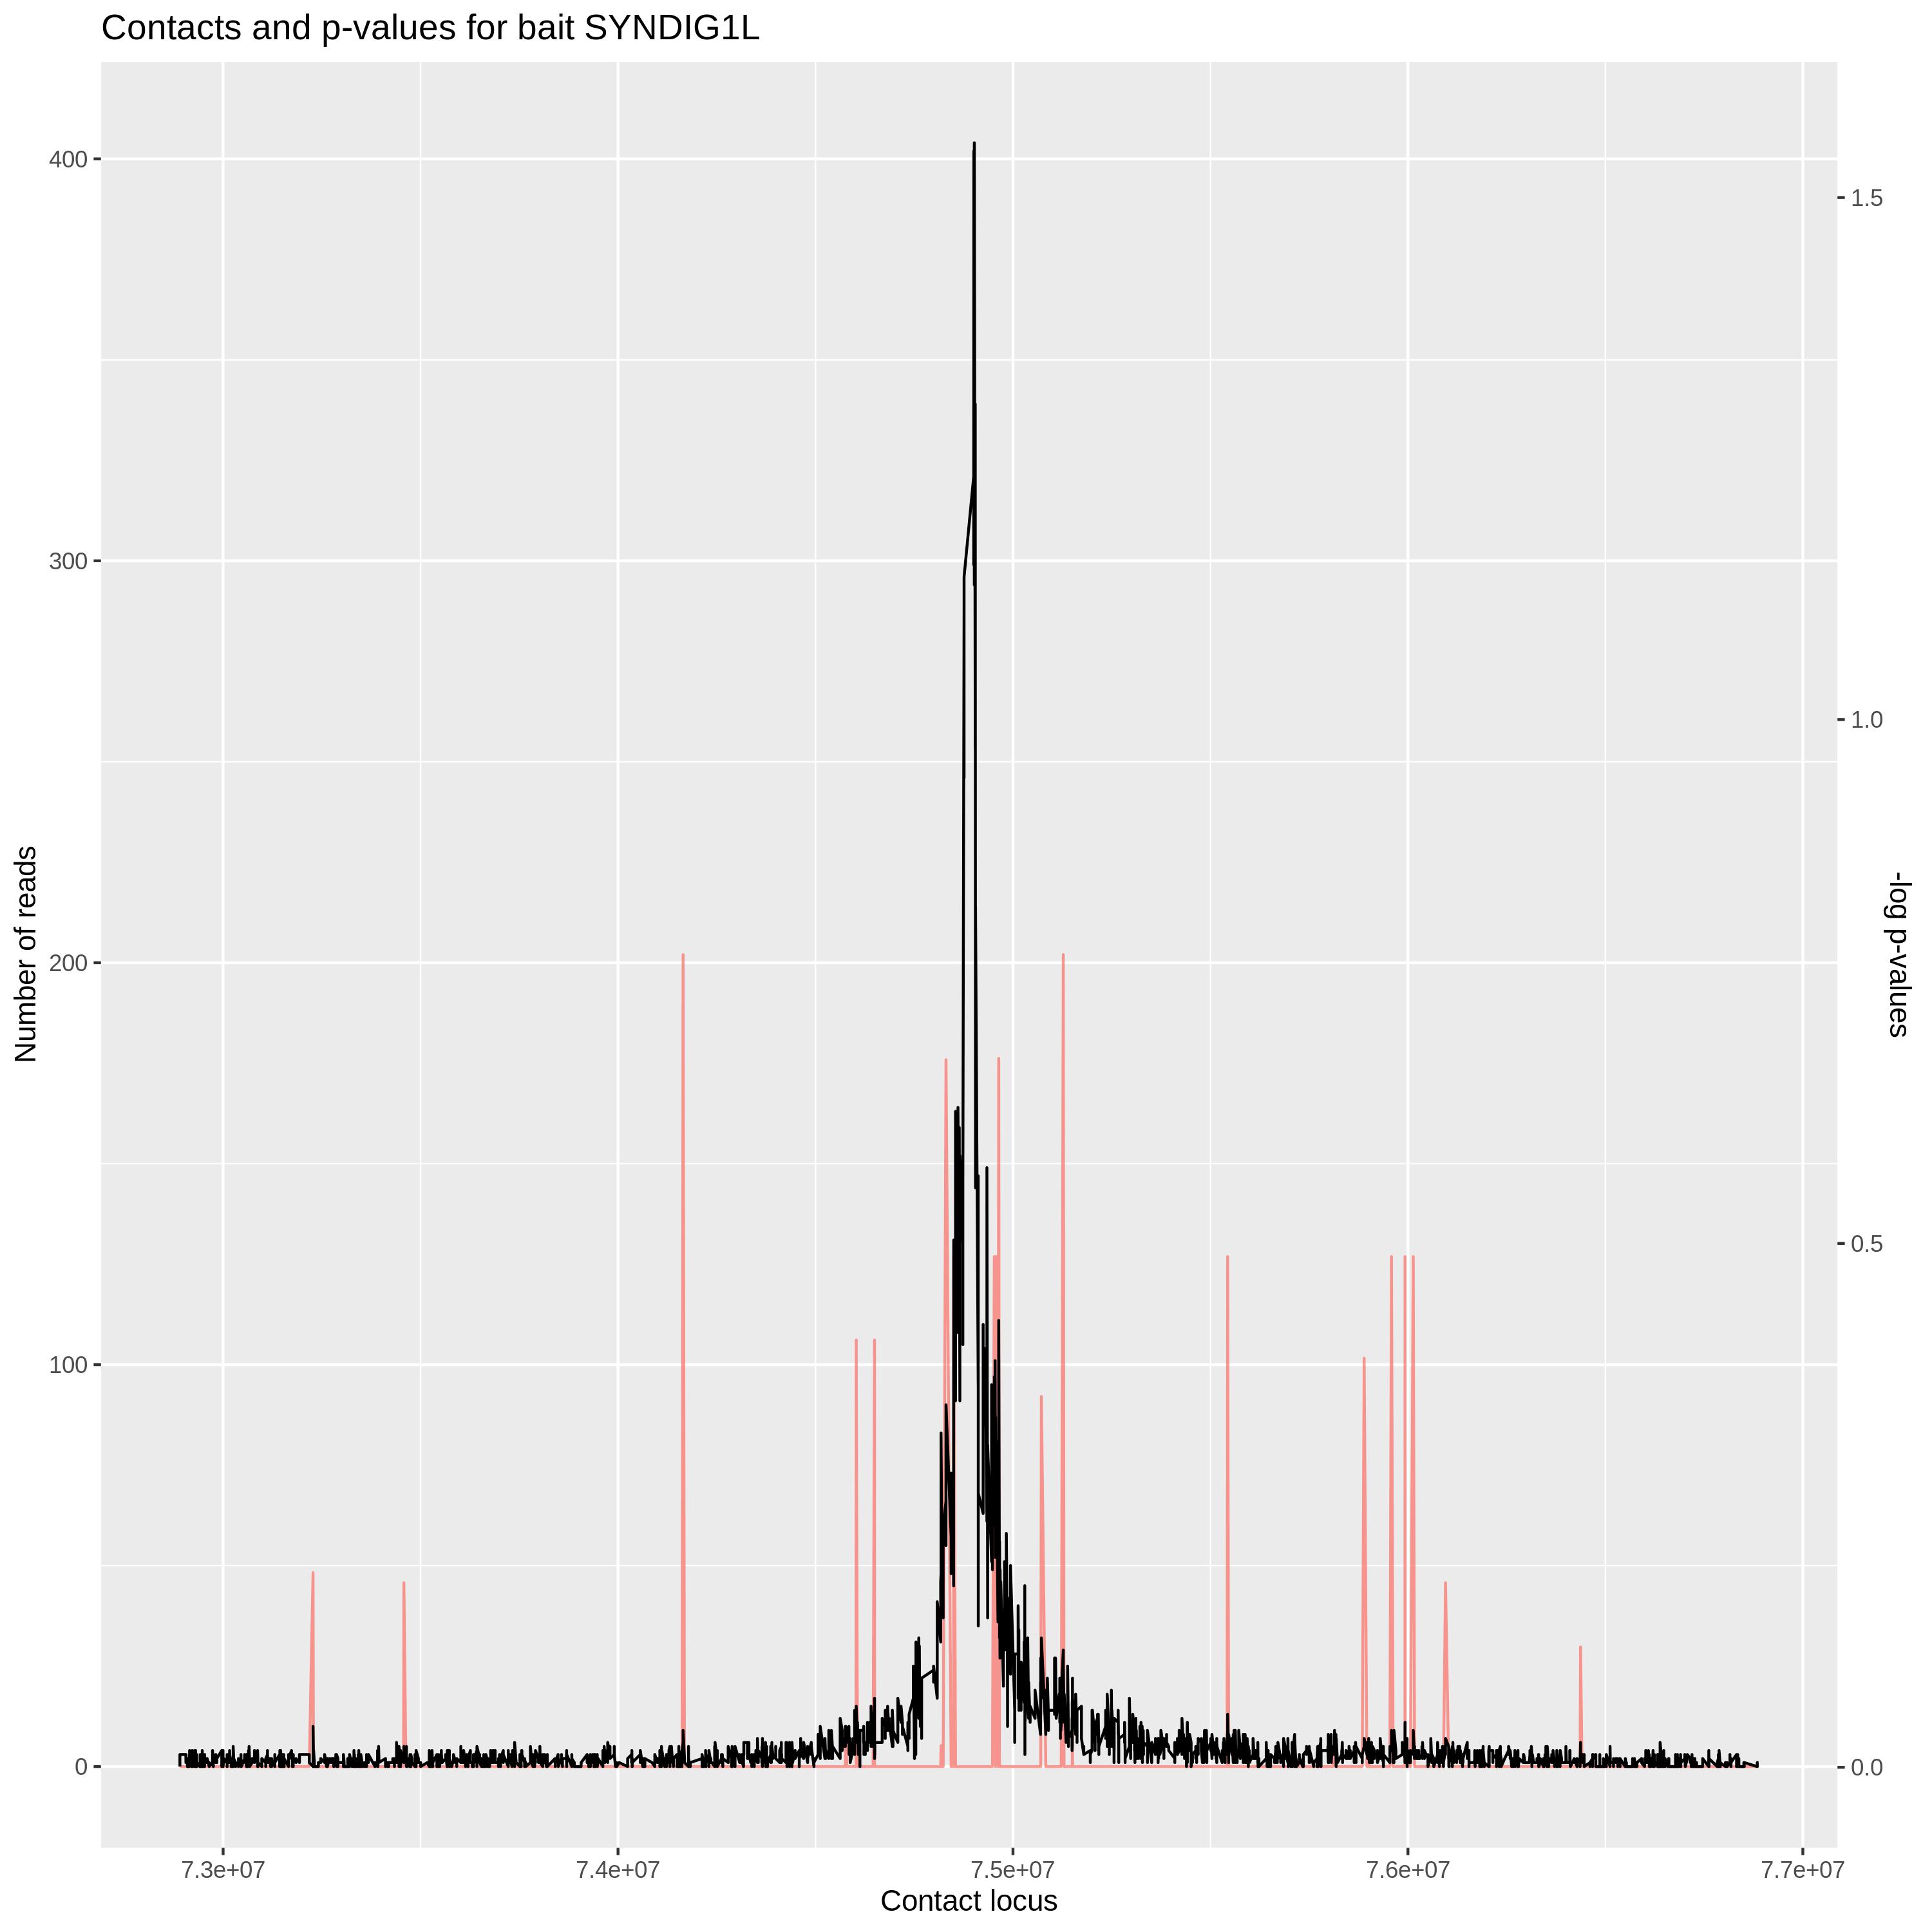 Contacts and p-values for bait SYNDIG1L
400
300
200
100
0
Number of reads
1.5
1.0
0.5
0.0
-log p-values
7.3e+07
7.4e+07
7.5e+07
7.6e+07
7.7e+07
Contact locus